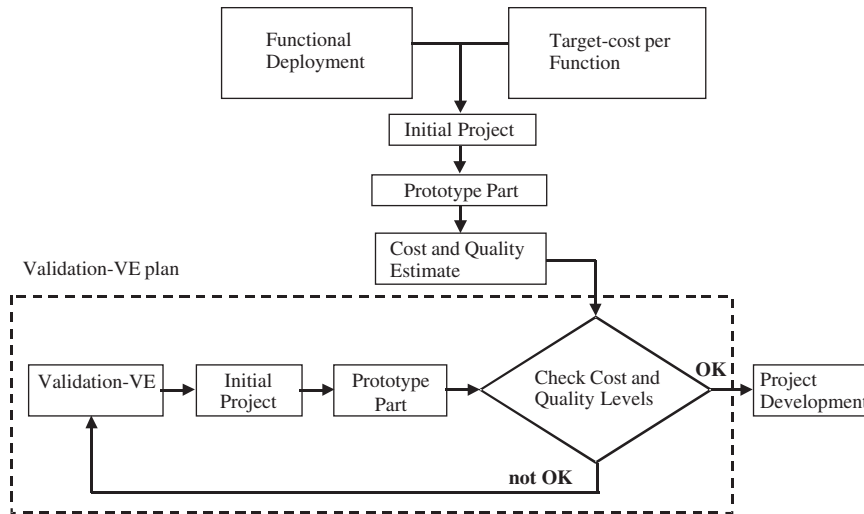 Functional
Deployment
Target-cost per
Function
Initial Project
Prototype Part
Cost and Quality
Estimate
Validation-VE plan
Validation-VE
Initial
Project
Prototype
Part
Check Cost and
Quality Levels
OK
Project
Development
not OK